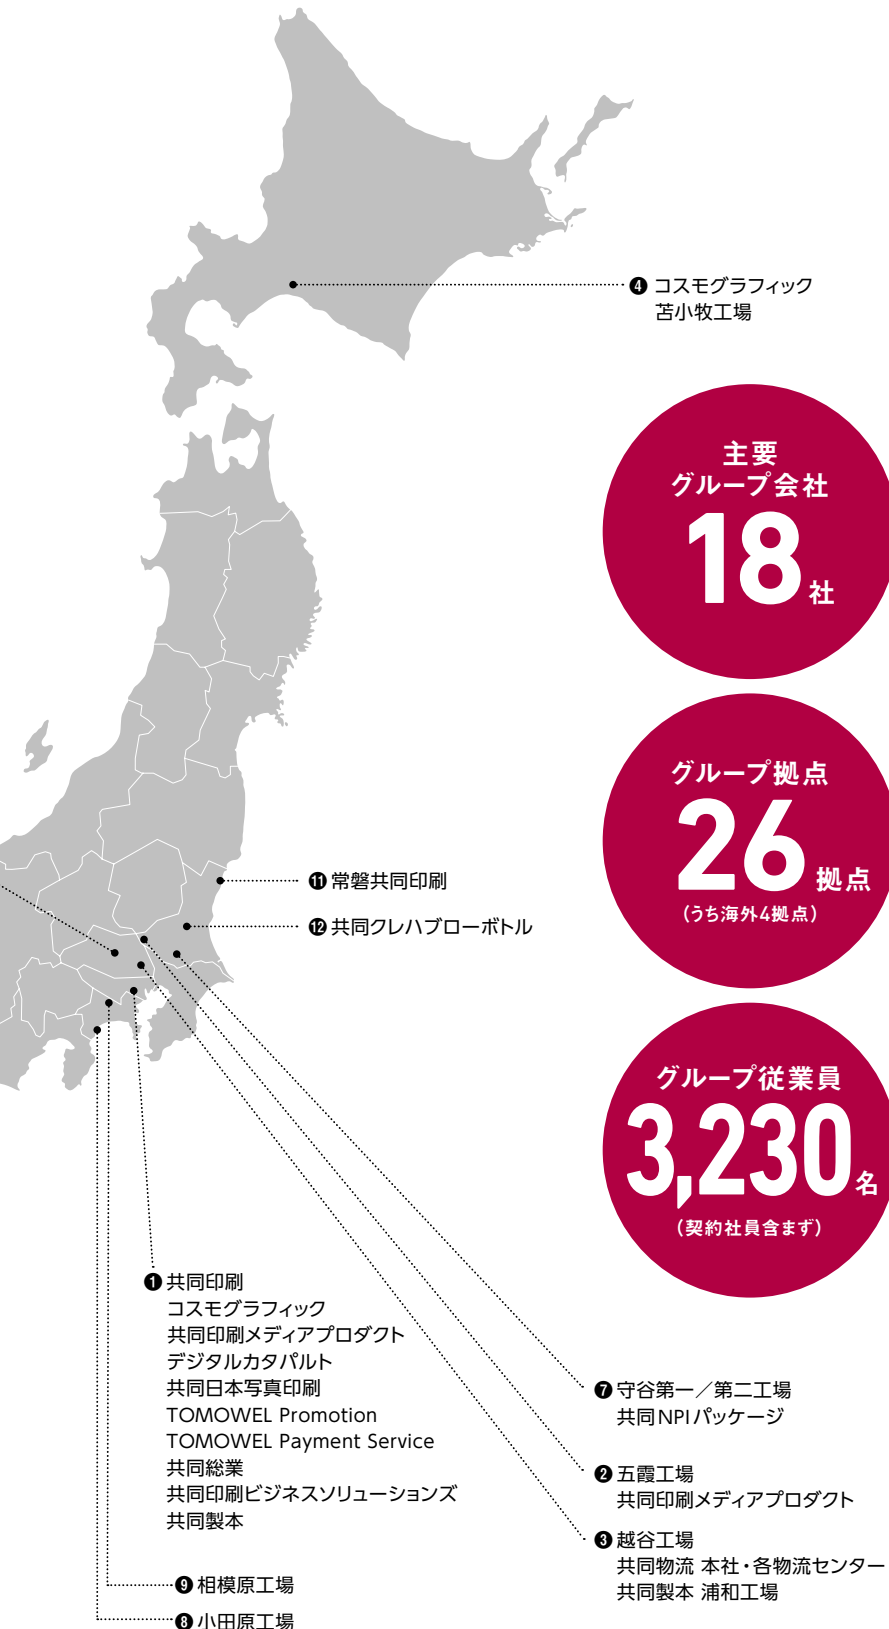 ❹ コスモグラフィック
苫小牧工場
主要
グループ会社
18社
グループ拠点
26拠点
(うち海外4拠点)
グループ従業員
3,230名
(契約社員含まず)
⓫ 常磐共同印刷
⓬ 共同クレハブローボトル
❶ 共同印刷
コスモグラフィック
共同印刷メディアプロダクト
デジタルカタパルト
共同日本写真印刷
TOMOWEL Promotion
TOMOWEL Payment Service
共同総業
共同印刷ビジネスソリューションズ
共同製本
❼ 守谷第一／第二工場
共同NPIパッケージ
❷ 五霞工場
共同印刷メディアプロダクト
❸ 越谷工場
共同物流 本社・各物流センター
共同製本 浦和工場
❾ 相模原工場
❽ 小田原工場